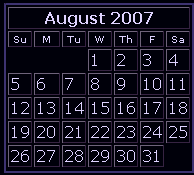 August 2007
Su M Tu W Th F Sa
1 2 3 4
5 6 7 8 9 10 11
12 13 14 15 16 17 18
19 20 21 22 23 24 25
26 27 28 29 30 31